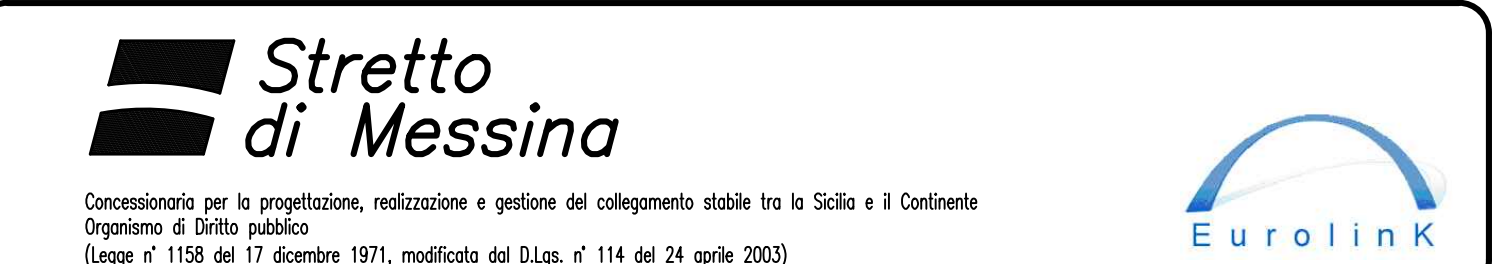 Stretto
di Messina
Concessionaria per la progettazione, realizzazione e gestione del collegamento stabile tra la Sicilia e il Continente
Organismo di Diritto pubblico
(Legge n° 1158 del 17 dicembre 1971, modificata dal D.Lgs. n° 114 del 24 aprile 2003)
EurolinK